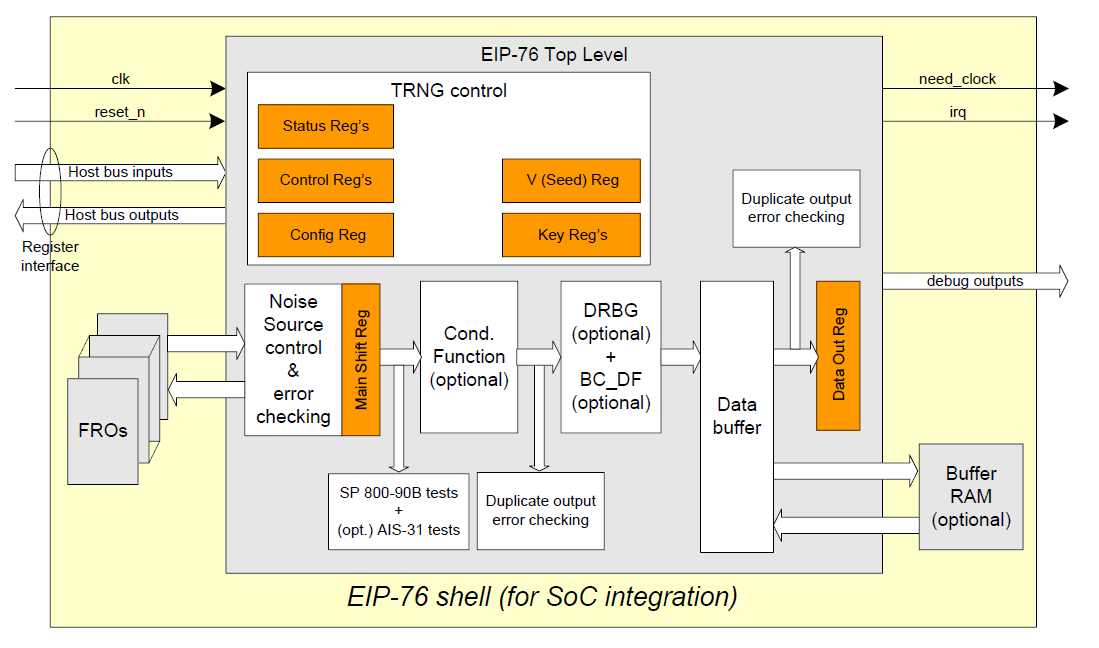 EIP-76 Top Level
clk
reset_n
Host bus inputs
Host bus outputs
Register
interface
TRNG control
Status Reg's
Control Reg's
Config Reg
V (Seed) Reg
Key Reg's
need_clock
irq
debug outputs
Duplicate output
error checking
FROs
Noise
Source
control
&
error
checking
Main Shift Reg
Cond.
Function
(optional)
DRBG
(optional)
+
BC_DF
(optional)
Data
buffer
Data Out Reg
SP 800-90B tests
+
(opt.) AIS-31 tests
Duplicate output
error checking
Buffer
RAM
(optional)
EIP-76 shell (for SoC integration)